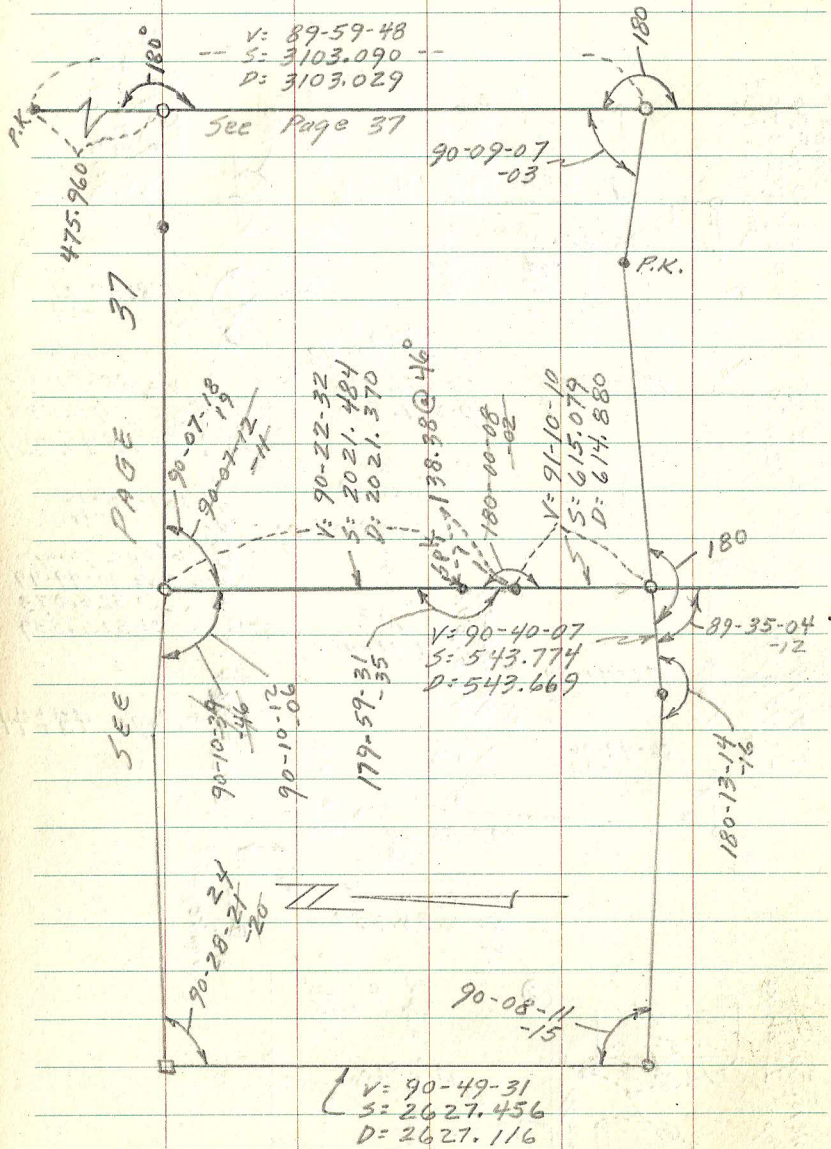 V= 89-59-48
S= 3103.090
D= 3103.029
180°
180
P.K.
See Page 37
475.960
90-09-07
-03
P.K.
SEE PAGE 37
90-07-18
19
90-07-12
-11
V= 90-22-32
S= 2021.484
D= 2021.370
138.38@46°
180-00-08
-02
V= 91-10-10
S= 615.079
D= 614.880
180
89-35-04
-12
V= 90-40-07
S= 543.774
D= 543.669
179-59-31
-35
90-10-39
-46
90-10-12
-06
180-13-14
-16
90-28-21
24
-20
90-08-11
-15
V= 90-49-31
S= 2627.456
D= 2627.116